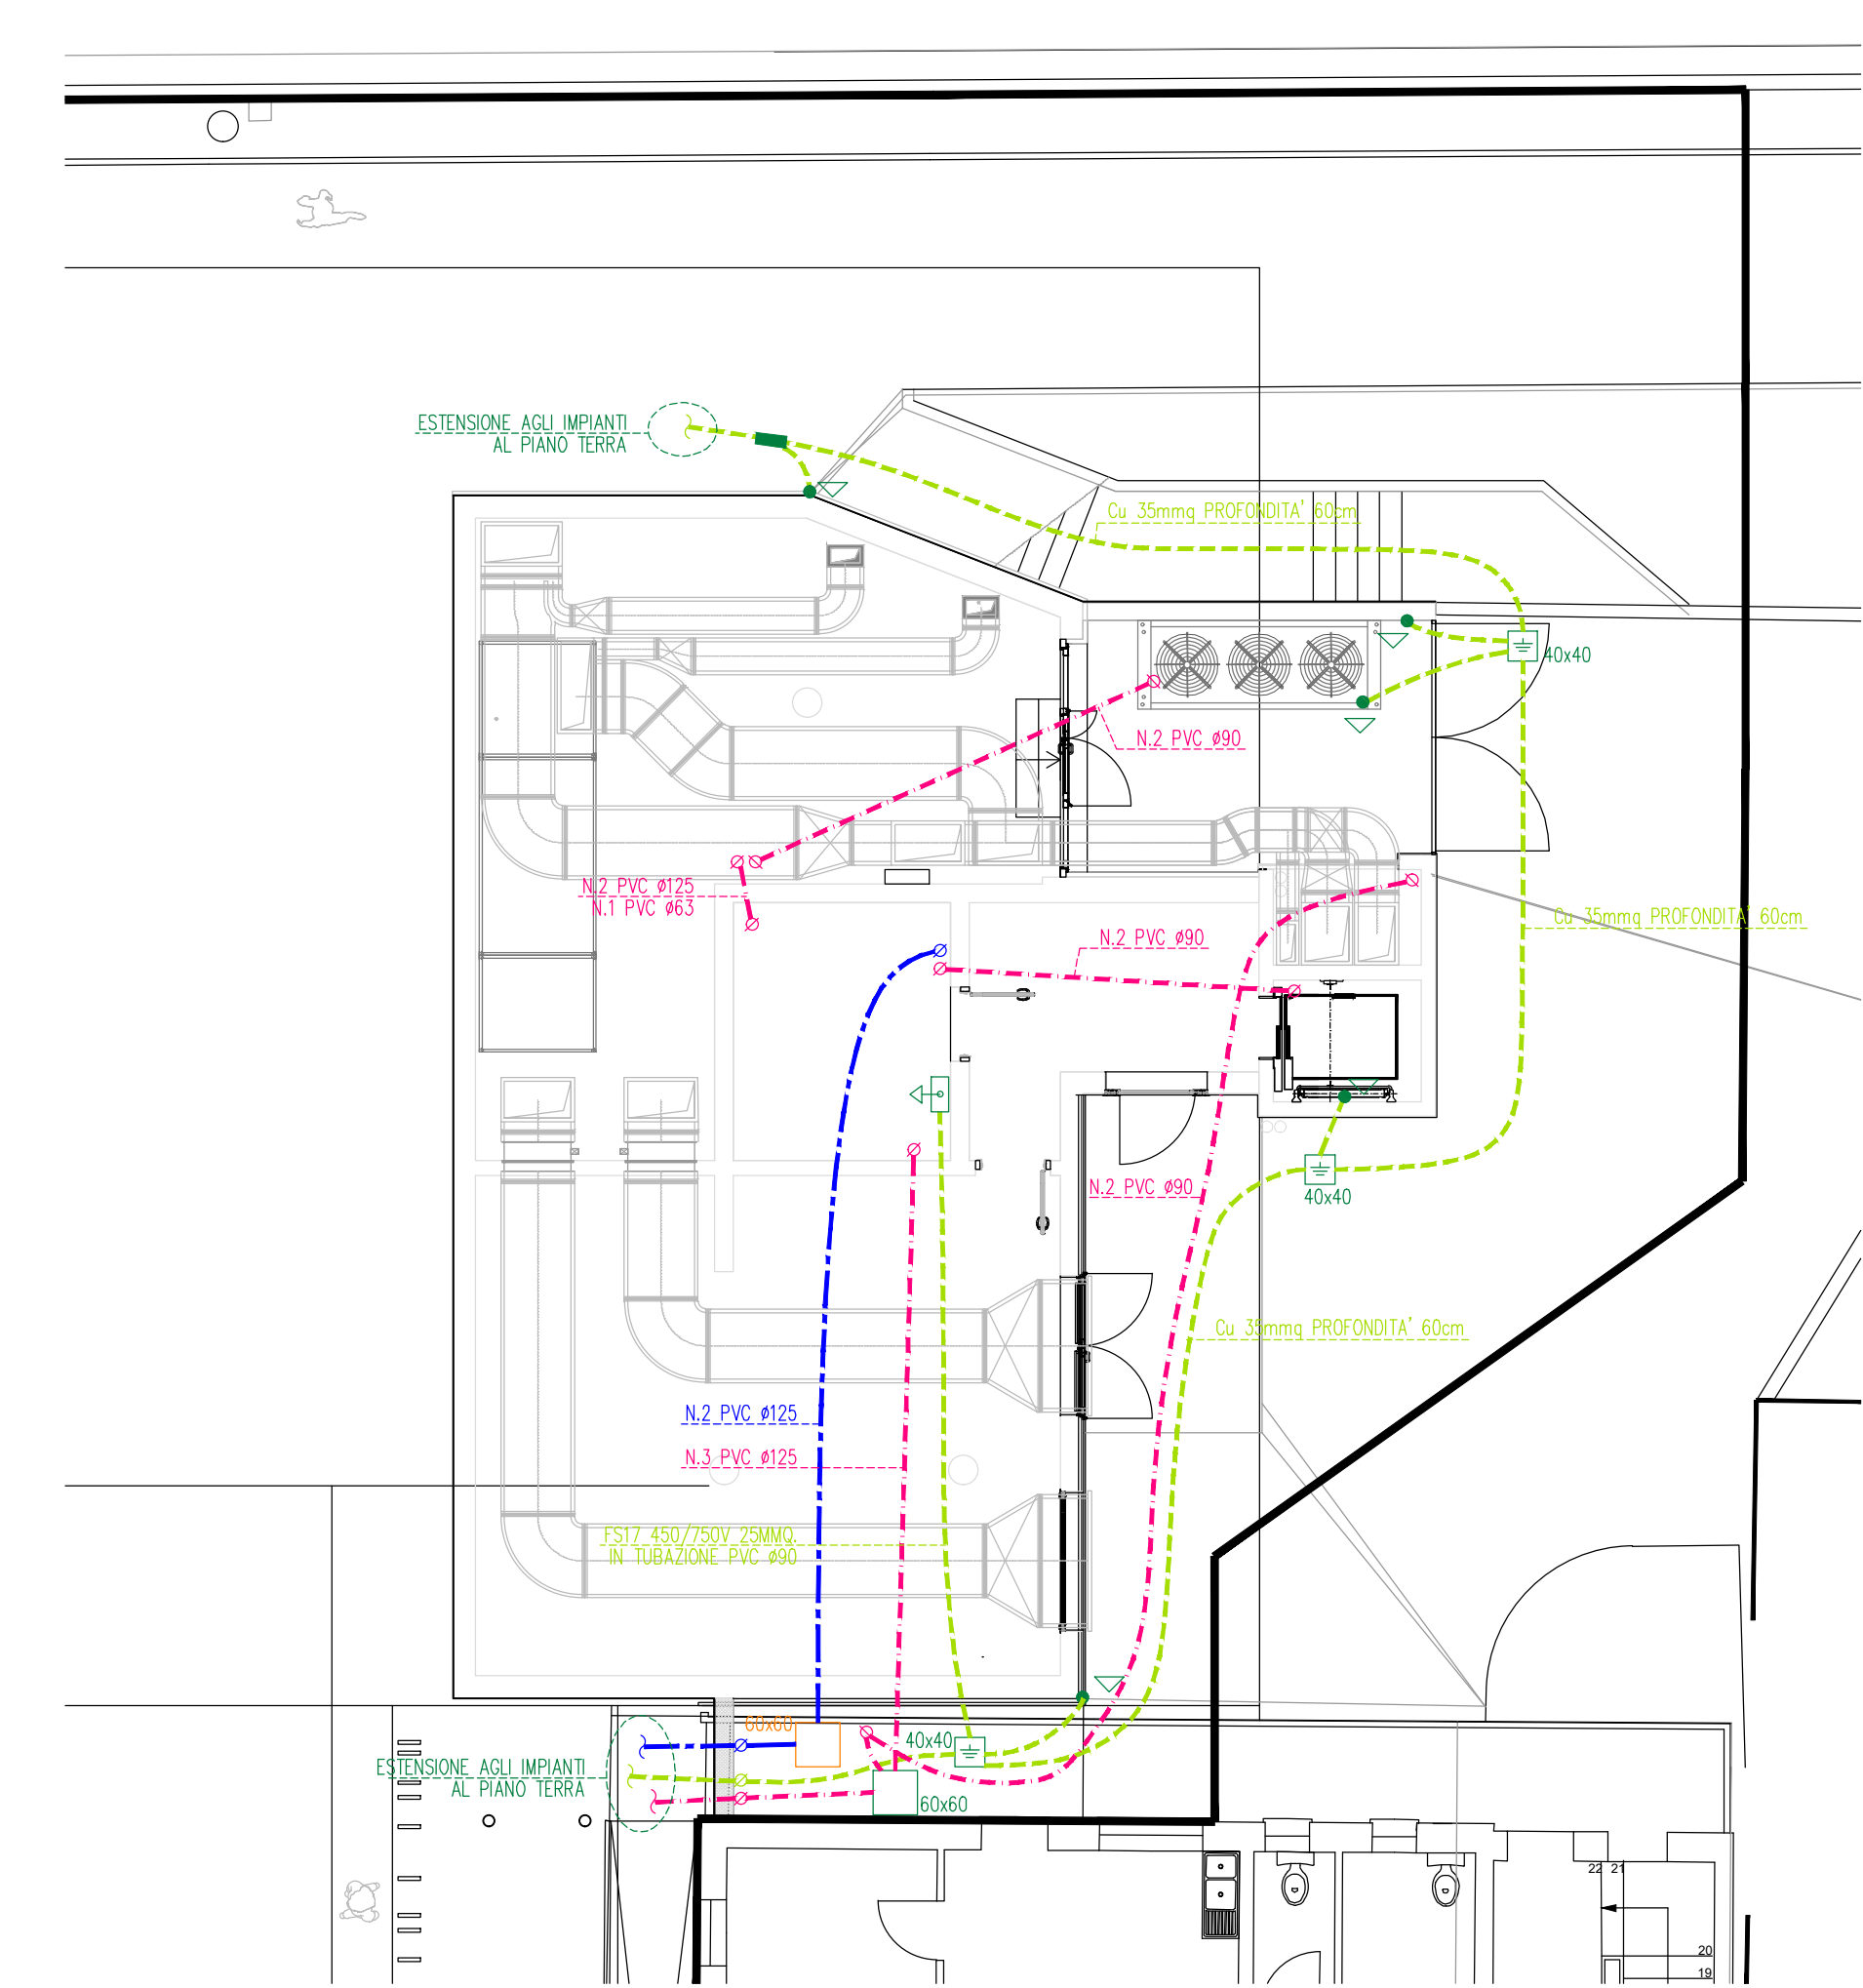 ESTENSIONE AGLI IMPIANTI
AL PIANO TERRA
Cu 35mmq PROFONDITA' 60cm
40x40
N.2 PVC ø90
N.2 PVC ø125
N.1 PVC ø63
Cu 35mmq PROFONDITA' 60cm
N.2 PVC ø90
N.2 PVC ø90
40x40
Cu 35mmq PROFONDITA' 60cm
N.2 PVC ø125
N.3 PVC ø125
FS17 450/750V 25MMQ.
IN TUBAZIONE PVC ø90
60x60
40x40
ESTENSIONE AGLI IMPIANTI
AL PIANO TERRA
60x60
22 21
20
19